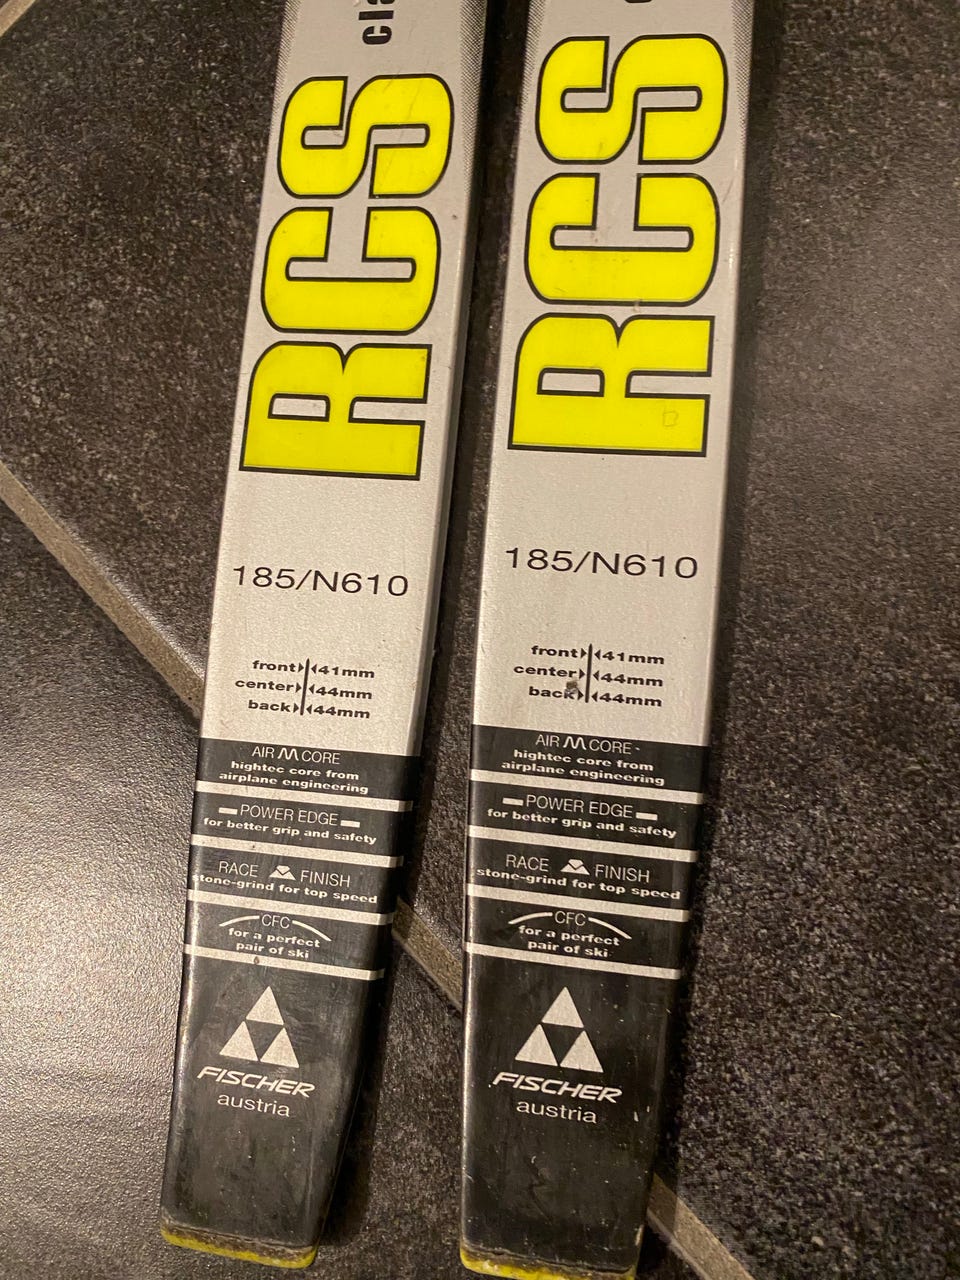 cla
RCS
185/N610
front 41mm
center 44mm
back 44mm
AIR CORE
hightec core from
airplane engineering
POWER EDGE
for better grip and safety
RACE FINISH
stone-grind for top speed
CFC
for a perfect
pair of ski
FISCHER
austria
RCS
185/N610
front 41mm
center 44mm
back 44mm
AIR CORE
hightec core from
airplane engineering
POWER EDGE
for better grip and safety
RACE FINISH
stone-grind for top speed
CFC
for a perfect
pair of ski
FISCHER
austria